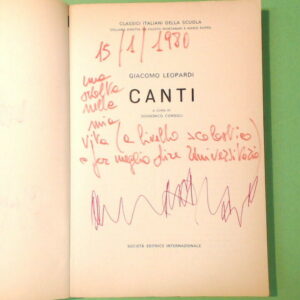 CLASSICI ITALIANI DELLA SCUOLA
15/1/1980
GIACOMO LEOPARDI
CANTI
A CURA DI
DOMENICO CONSOLI
una
svolta
nella
mia
vita (a livello scolastico)
o per meglio dire Universitario)
SOCIETÀ EDITRICE INTERNAZIONALE